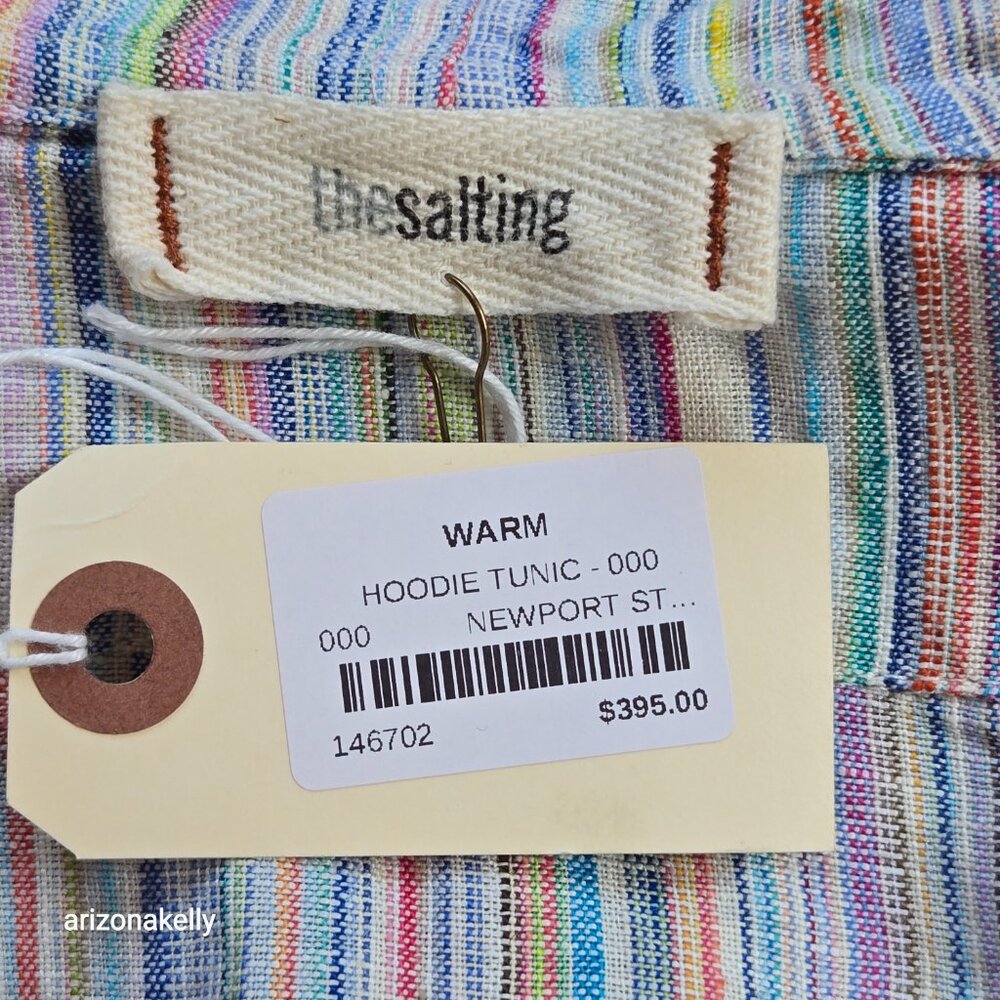 thesalting
WARM
HOODIE TUNIC - 000
000 NEWPORT ST...
146702 $395.00
arizonakelly